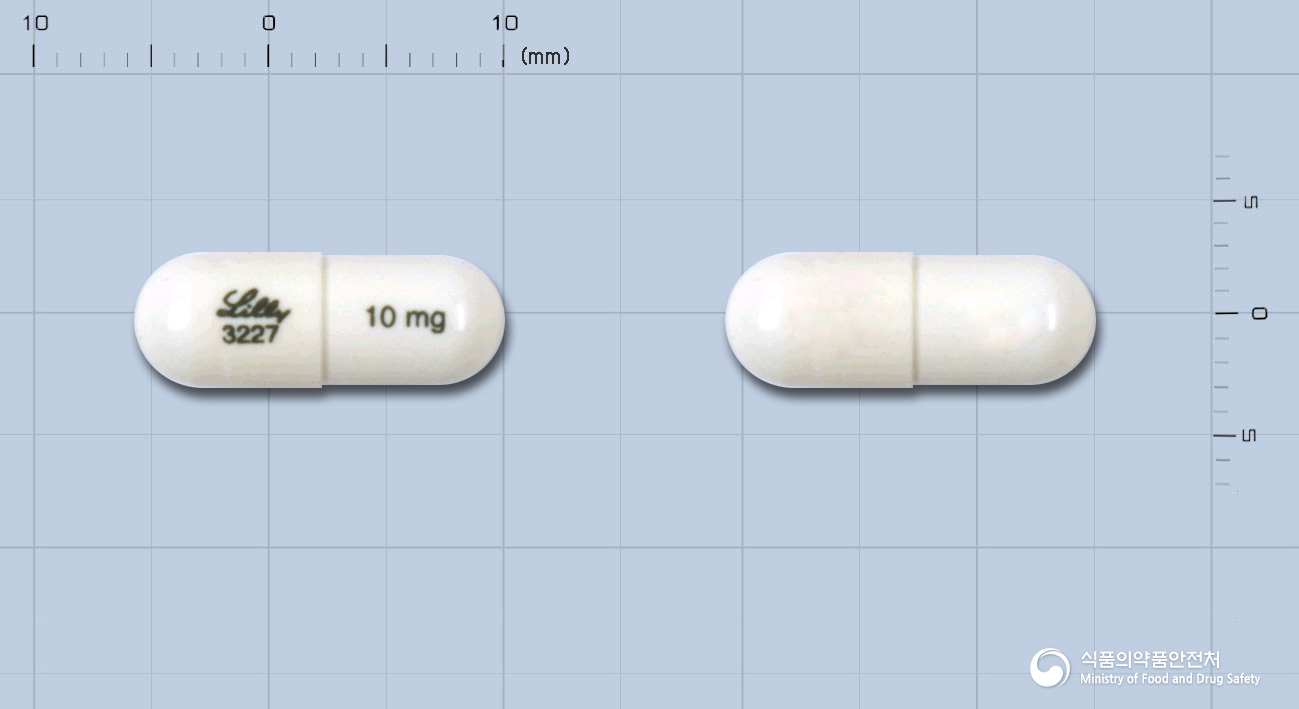 10 0 10
(mm)
Lilly
3227
10 mg
5
0
5
식품의약품안전처
Ministry of Food and Drug Safety